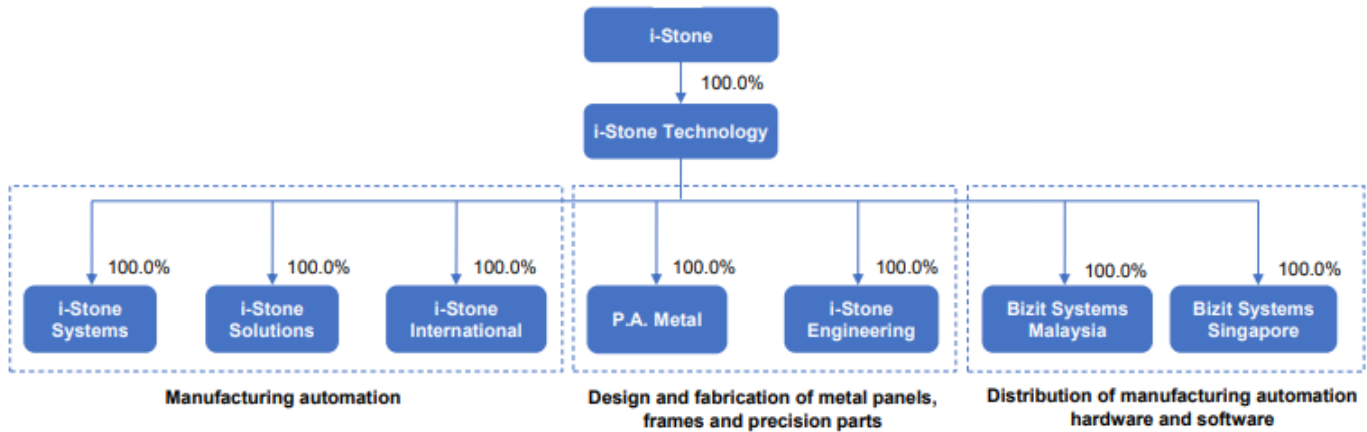 i-Stone
100.0%
i-Stone Technology
100.0%
100.0%
100.0%
100.0%
100.0%
100.0%
100.0%
i-Stone
Systems
i-Stone
Solutions
i-Stone
International
P.A. Metal
i-Stone
Engineering
Bizit Systems
Malaysia
Bizit Systems
Singapore
Manufacturing automation
Design and fabrication of metal panels,
frames and precision parts
Distribution of manufacturing automation
hardware and software